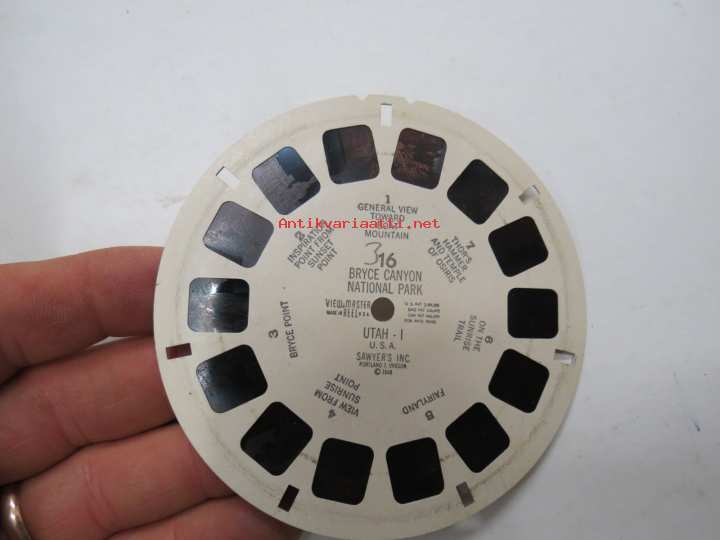 1
GENERAL VIEW
TOWARD
MOUNTAIN
Antikvariaatti.net
316
BRYCE CANYON
NATIONAL PARK
VIEW-MASTER
MADE IN REEL U.S.A.
UTAH - I
U.S.A.
SAWYER'S INC.
PORTLAND 7, OREGON
© 1948
2
INSPIRATION
POINT FROM
SUNSET
POINT
3
BRYCE POINT
4
VIEW FROM
SUNRISE
POINT
5
FAIRYLAND
6
ON THE
SUNRISE
TRAIL
7
THOR'S
HAMMER
AND TEMPLE
OF OSIRIS